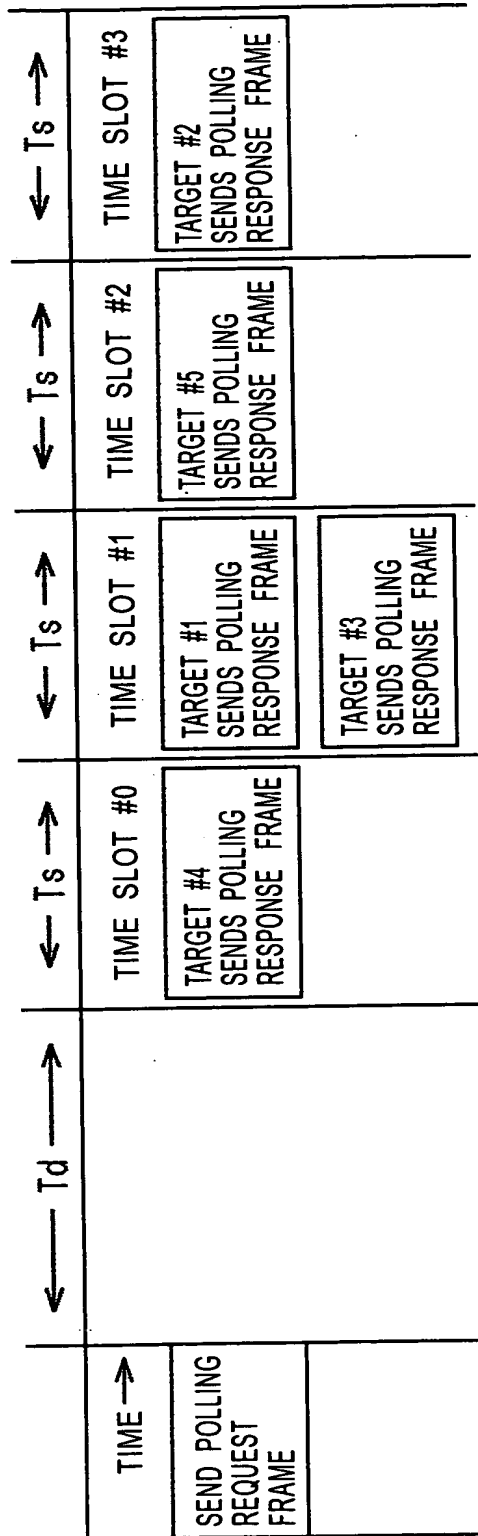 Td
Ts
Ts
Ts
Ts
TIME
TIME SLOT #0
TIME SLOT #1
TIME SLOT #2
TIME SLOT #3
SEND POLLING
REQUEST
FRAME
TARGET #4
SENDS POLLING
RESPONSE FRAME
TARGET #1
SENDS POLLING
RESPONSE FRAME
TARGET #5
SENDS POLLING
RESPONSE FRAME
TARGET #2
SENDS POLLING
RESPONSE FRAME
TARGET #3
SENDS POLLING
RESPONSE FRAME